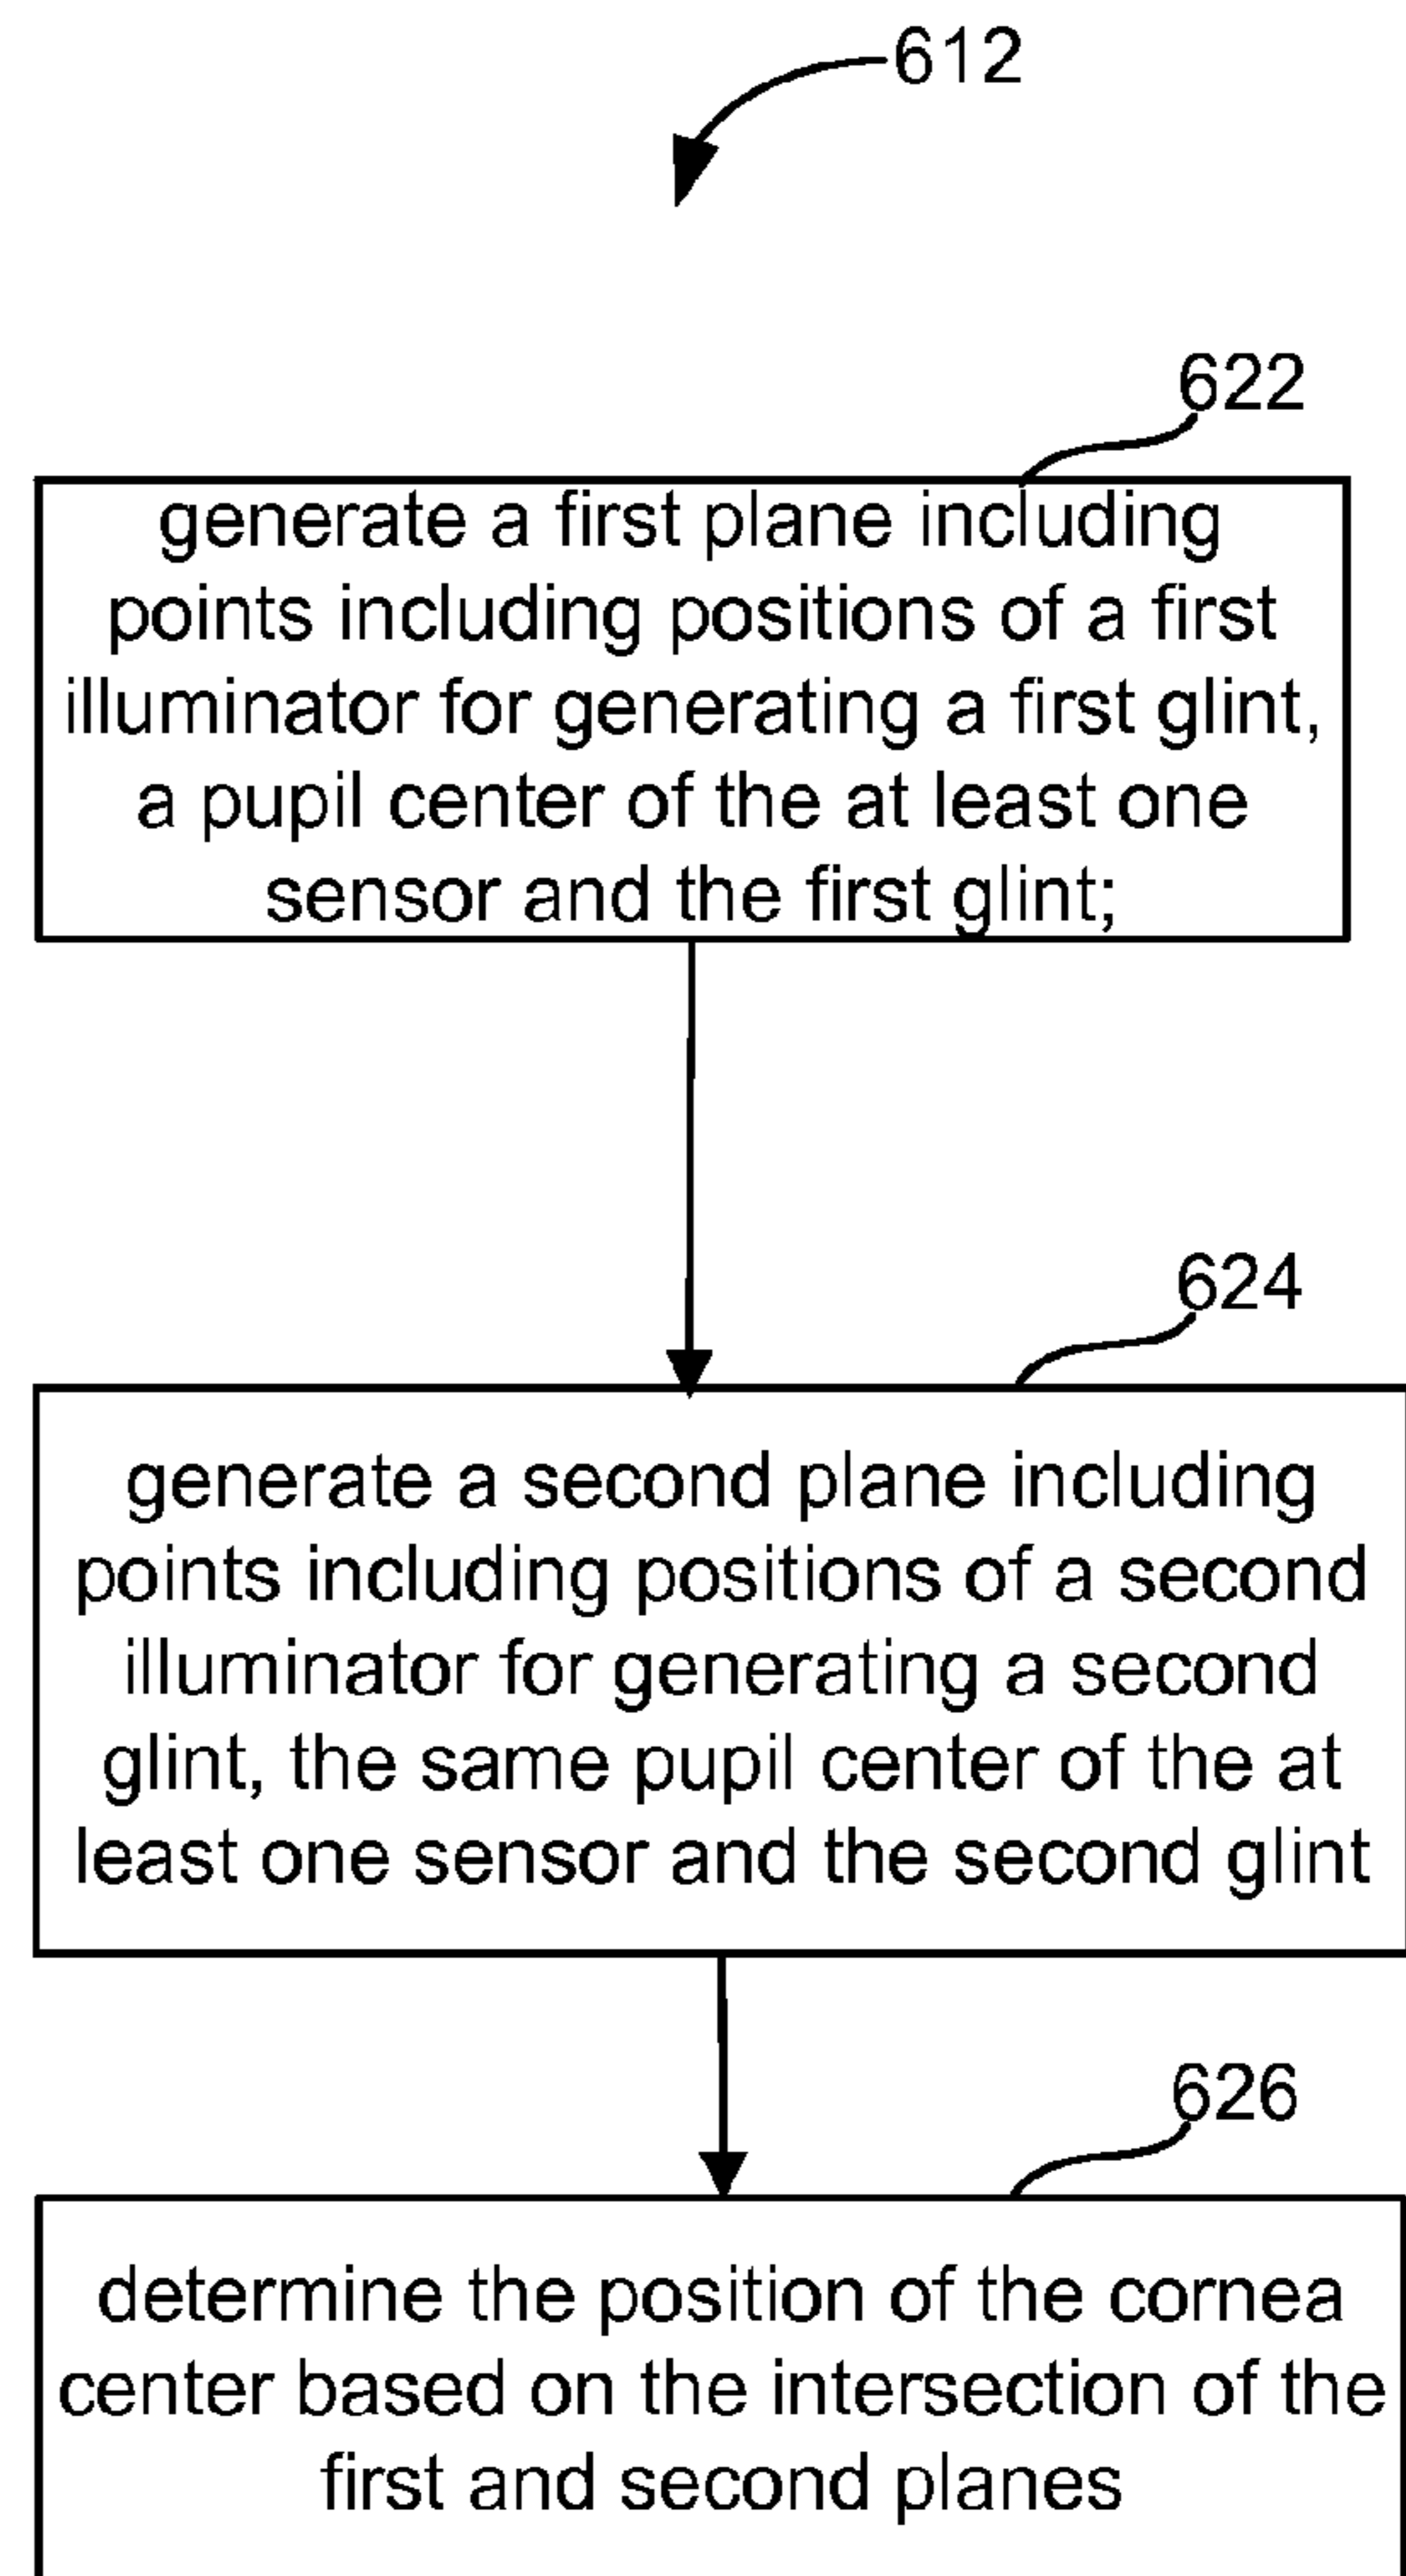 612
622
generate a first plane including
points including positions of a first
illuminator for generating a first glint,
a pupil center of the at least one
sensor and the first glint;
624
generate a second plane including
points including positions of a second
illuminator for generating a second
glint, the same pupil center of the at
least one sensor and the second glint
626
determine the position of the cornea
center based on the intersection of the
first and second planes